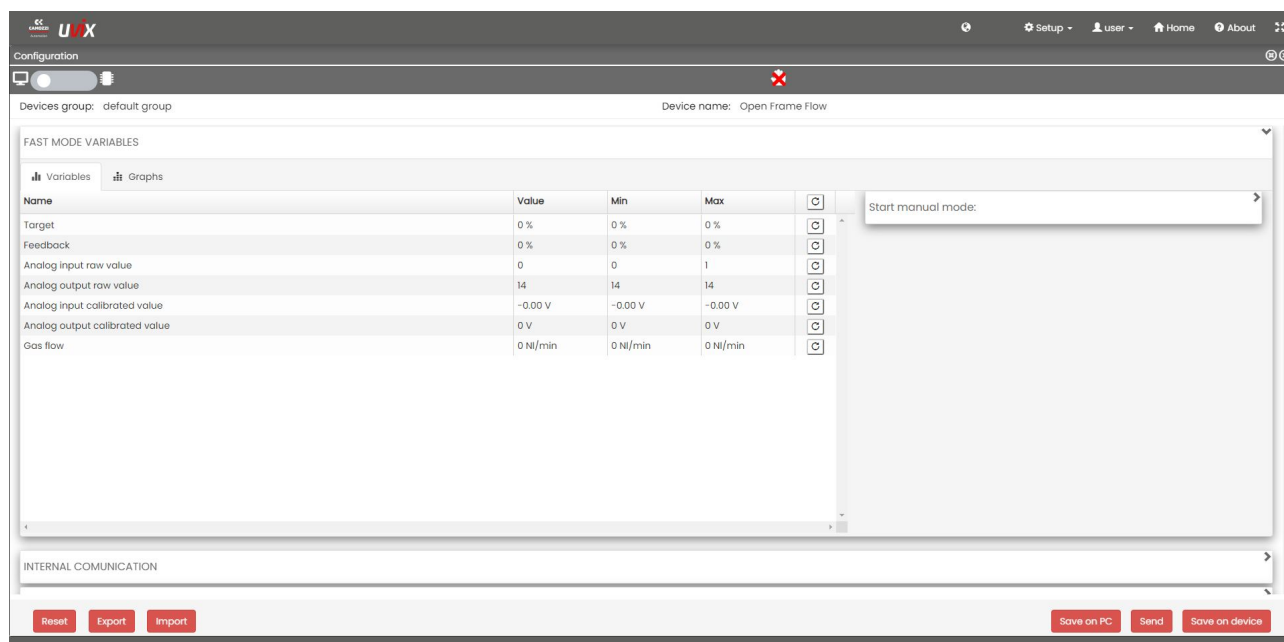 CAMOZZI UVIX Setup user Home About
Configuration
Devices group: default group Device name: Open Frame Flow
FAST MODE VARIABLES
Variables Graphs
Name Value Min Max
Start manual mode:
Target 0 % 0 % 0 %
Feedback 0 % 0 % 0 %
Analog input raw value 0 0 1
Analog output raw value 14 14 14
Analog input calibrated value -0.00 V -0.00 V -0.00 V
Analog output calibrated value 0 V 0 V 0 V
Gas flow 0 Nl/min 0 Nl/min 0 Nl/min
INTERNAL COMUNICATION
Reset Export Import Save on PC Send Save on device